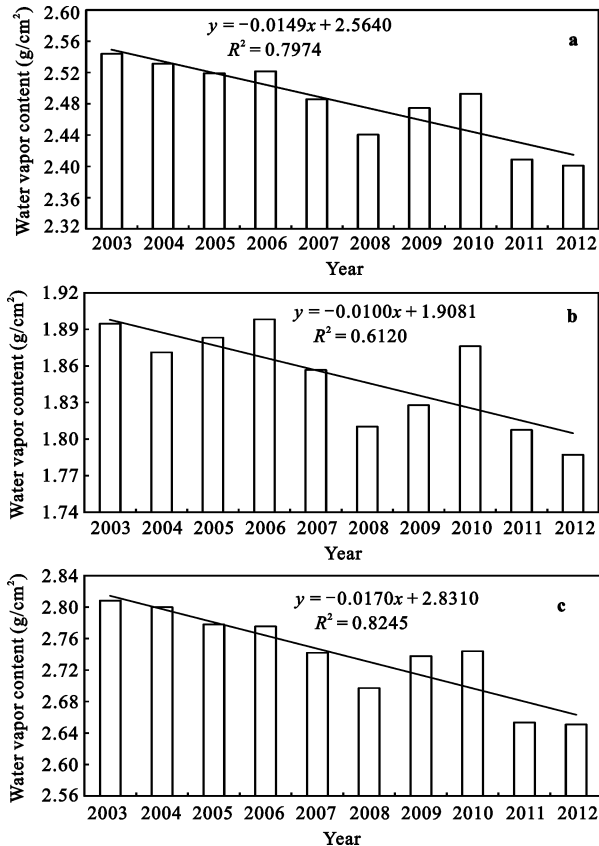 y = −0.0149x + 2.5640
R² = 0.7974
a
Water vapor content (g/cm²)
2.60
2.56
2.52
2.48
2.44
2.40
2.36
2.32
2003 2004 2005 2006 2007 2008 2009 2010 2011 2012
Year
y = −0.0100x + 1.9081
R² = 0.6120
b
Water vapor content (g/cm²)
1.92
1.89
1.86
1.83
1.80
1.77
1.74
2003 2004 2005 2006 2007 2008 2009 2010 2011 2012
Year
y = −0.0170x + 2.8310
R² = 0.8245
c
Water vapor content (g/cm²)
2.84
2.80
2.76
2.72
2.68
2.64
2.60
2.56
2003 2004 2005 2006 2007 2008 2009 2010 2011 2012
Year